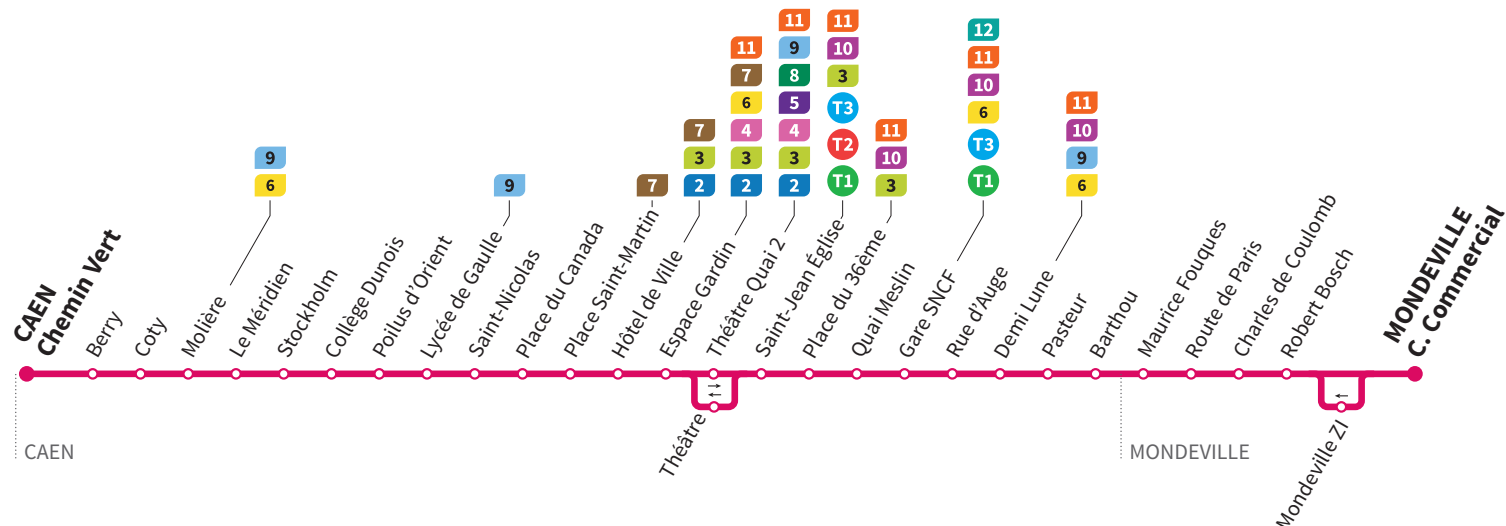 11
11
12
11
9
10
11
7
8
3
10
6
5
T3
6
11
7
4
4
T2
11
T3
10
9
3
3
3
10
9
6
9
7
2
2
2
T1
3
T1
6
CAEN
Chemin Vert
Berry
Coty
Molière
Le Méridien
Stockholm
Collège Dunois
Poilus d'Orient
Lycée de Gaulle
Saint-Nicolas
Place du Canada
Place Saint-Martin
Hôtel de Ville
Espace Gardin
Théâtre Quai 2
Saint-Jean Église
Place du 36ème
Quai Meslin
Gare SNCF
Rue d'Auge
Demi Lune
Pasteur
Barthou
Maurice Fouques
Route de Paris
Charles de Coulomb
Robert Bosch
MONDEVILLE
C. Commercial
Théâtre
Mondeville ZI
CAEN
MONDEVILLE